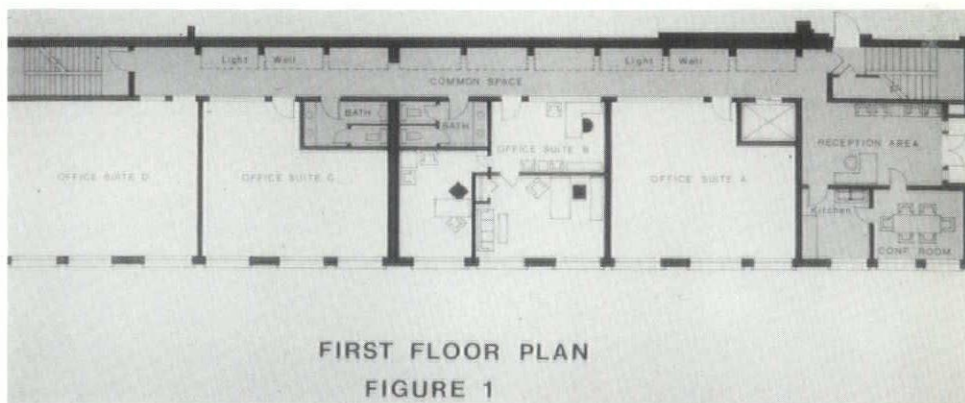 Light Well
Light Well
COMMON SPACE
BATH
BATH
OFFICE SUITE B
RECEPTION AREA
OFFICE SUITE D
OFFICE SUITE C
OFFICE SUITE A
Kitchen
CONF. ROOM
FIRST FLOOR PLAN
FIGURE 1